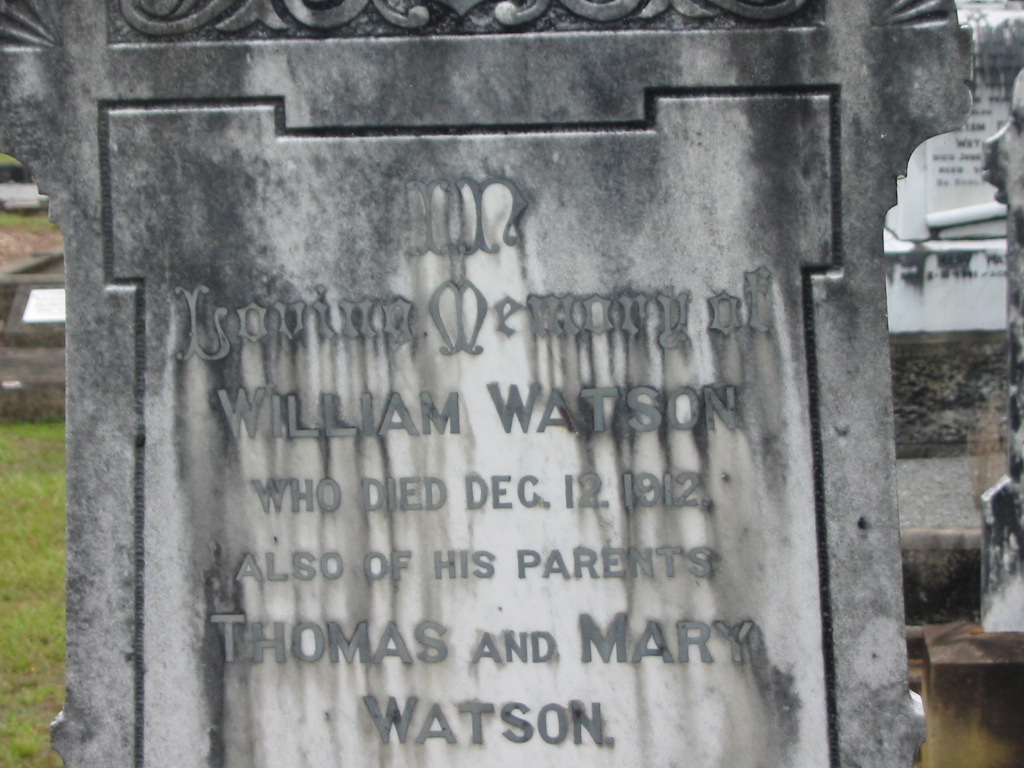 IN
Loving Memory of
WILLIAM WATSON
WHO DIED DEC. 12. 1912.
ALSO OF HIS PARENTS
THOMAS AND MARY
WATSON.